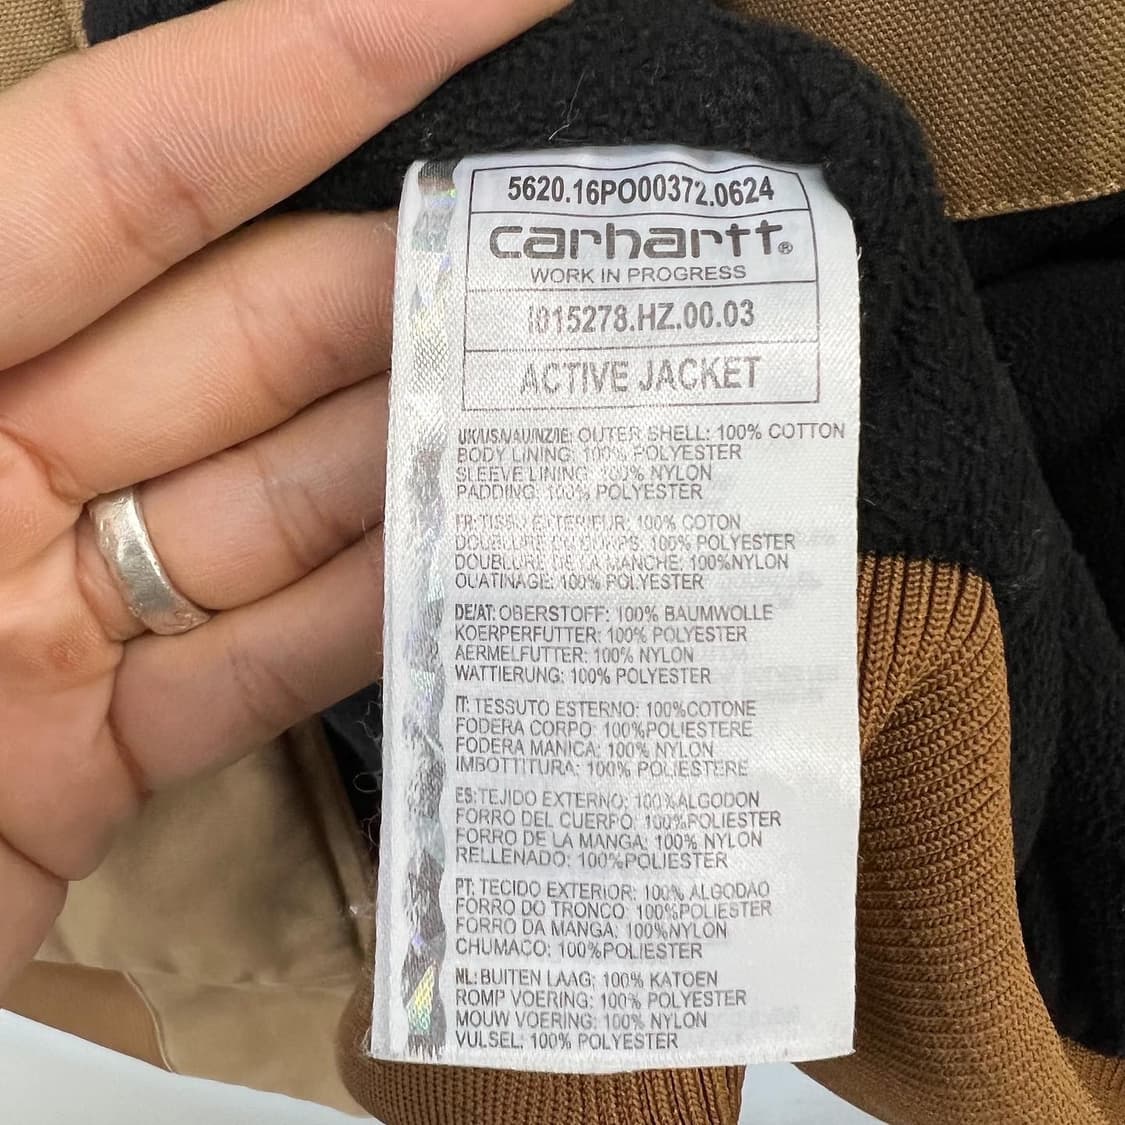 5620.16PO00372.0624
carhartt®
WORK IN PROGRESS
I015278.HZ.00.03
ACTIVE JACKET
UK/US/AU/NZ/IE: OUTER SHELL: 100% COTTON
BODY LINING: 100% POLYESTER
SLEEVE LINING: 100% NYLON
PADDING: 100% POLYESTER
FR: TISSU EXTERIEUR: 100% COTON
DOUBLURE DU CORPS: 100% POLYESTER
DOUBLURE DE LA MANCHE: 100%NYLON
OUATINAGE: 100% POLYESTER
DE/AT: OBERSTOFF: 100% BAUMWOLLE
KOERPERFUTTER: 100% POLYESTER
AERMELFUTTER: 100% NYLON
WATTIERUNG: 100% POLYESTER
IT: TESSUTO ESTERNO: 100%COTONE
FODERA CORPO: 100%POLIESTERE
FODERA MANICA: 100% NYLON
IMBOTTITURA: 100% POLIESTERE
ES: TEJIDO EXTERNO: 100%ALGODON
FORRO DEL CUERPO: 100%POLIESTER
FORRO DE LA MANGA: 100% NYLON
RELLENADO: 100%POLIESTER
PT: TECIDO EXTERIOR: 100% ALGODAO
FORRO DO TRONCO: 100%POLIESTER
FORRO DA MANGA: 100%NYLON
CHUMACO: 100%POLIESTER
NL: BUITEN LAAG: 100% KATOEN
ROMP VOERING: 100% POLYESTER
MOUW VOERING: 100% NYLON
VULSEL: 100% POLYESTER